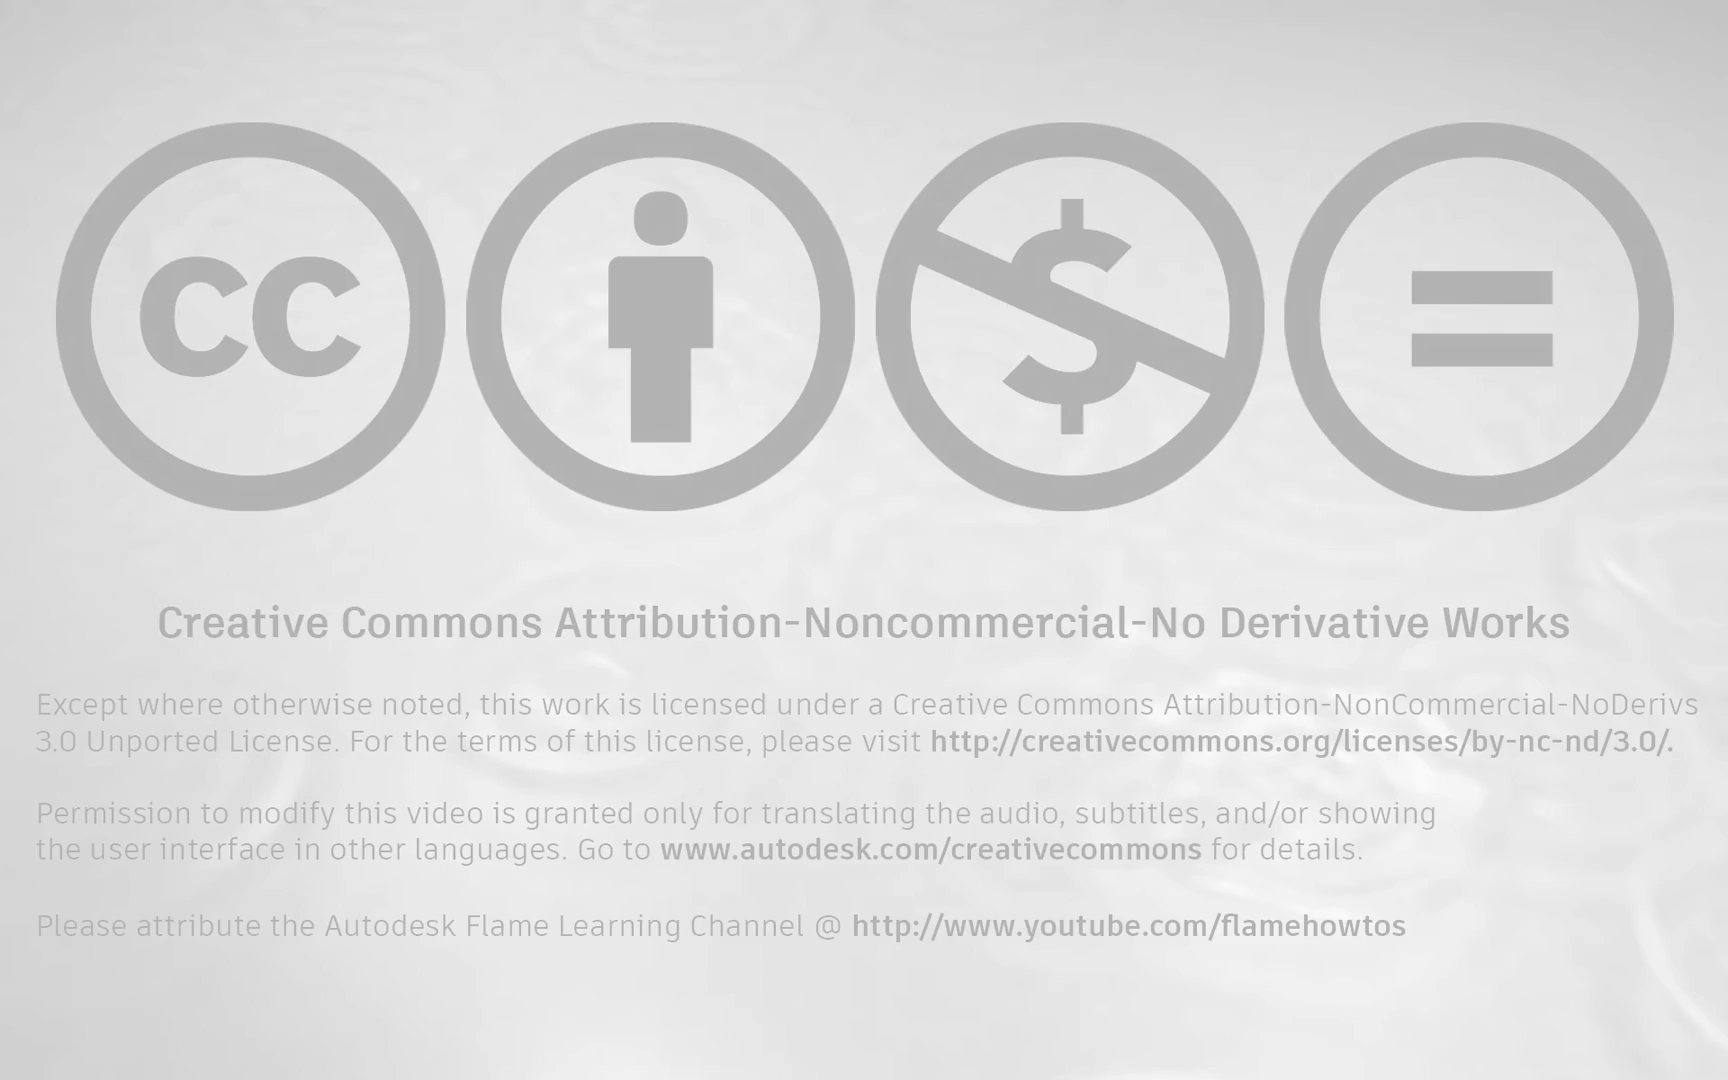 cc $ =
Creative Commons Attribution-Noncommercial-No Derivative Works
Except where otherwise noted, this work is licensed under a Creative Commons Attribution-NonCommercial-NoDerivs
3.0 Unported License. For the terms of this license, please visit http://creativecommons.org/licenses/by-nc-nd/3.0/.
Permission to modify this video is granted only for translating the audio, subtitles, and/or showing
the user interface in other languages. Go to www.autodesk.com/creativecommons for details.
Please attribute the Autodesk Flame Learning Channel @ http://www.youtube.com/flamehowtos